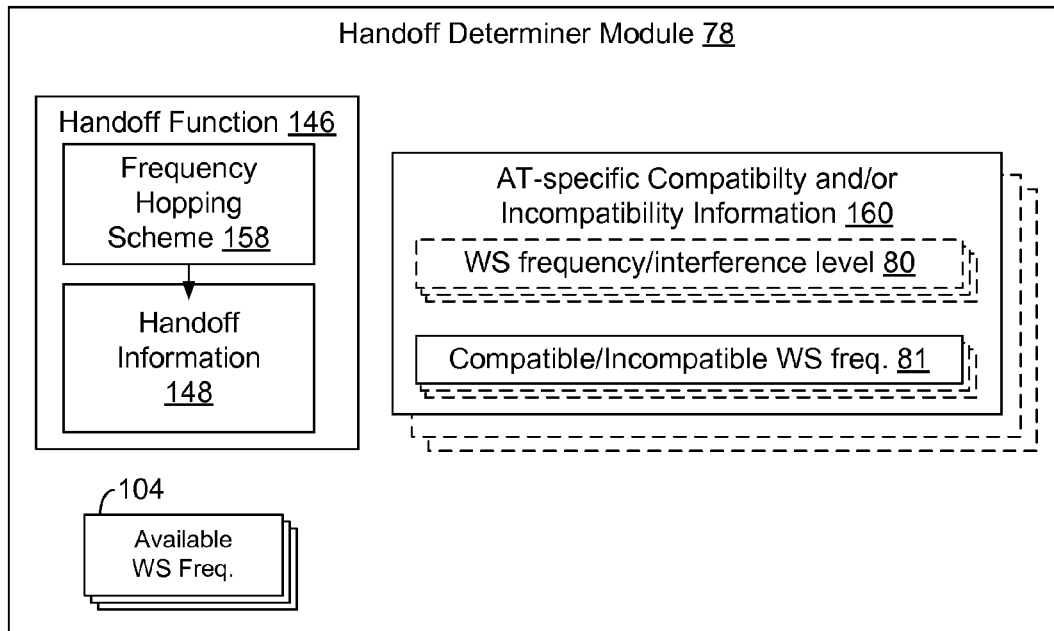 Handoff Determiner Module 78
Handoff Function 146
Frequency
Hopping
Scheme 158
Handoff
Information
148
AT-specific Compatibilty and/or
Incompatibility Information 160
WS frequency/interference level 80
Compatible/Incompatible WS freq. 81
104
Available
WS Freq.